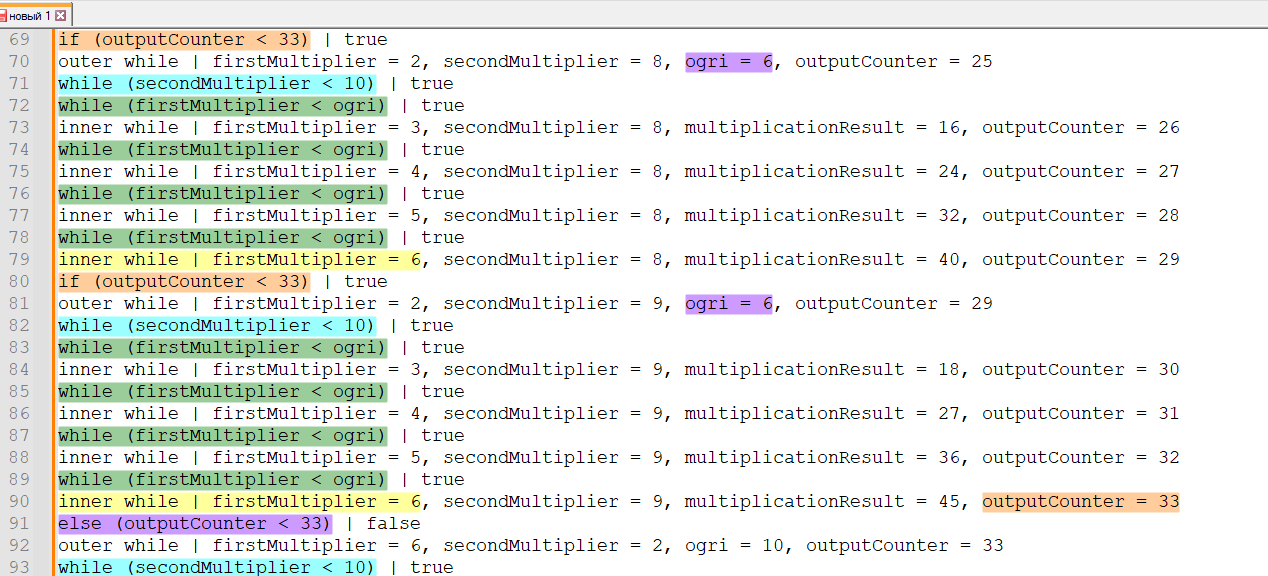 новый 1
69 if (outputCounter < 33) | true
70 outer while | firstMultiplier = 2, secondMultiplier = 8, ogri = 6, outputCounter = 25
71 while (secondMultiplier < 10) | true
72 while (firstMultiplier < ogri) | true
73 inner while | firstMultiplier = 3, secondMultiplier = 8, multiplicationResult = 16, outputCounter = 26
74 while (firstMultiplier < ogri) | true
75 inner while | firstMultiplier = 4, secondMultiplier = 8, multiplicationResult = 24, outputCounter = 27
76 while (firstMultiplier < ogri) | true
77 inner while | firstMultiplier = 5, secondMultiplier = 8, multiplicationResult = 32, outputCounter = 28
78 while (firstMultiplier < ogri) | true
79 inner while | firstMultiplier = 6, secondMultiplier = 8, multiplicationResult = 40, outputCounter = 29
80 if (outputCounter < 33) | true
81 outer while | firstMultiplier = 2, secondMultiplier = 9, ogri = 6, outputCounter = 29
82 while (secondMultiplier < 10) | true
83 while (firstMultiplier < ogri) | true
84 inner while | firstMultiplier = 3, secondMultiplier = 9, multiplicationResult = 18, outputCounter = 30
85 while (firstMultiplier < ogri) | true
86 inner while | firstMultiplier = 4, secondMultiplier = 9, multiplicationResult = 27, outputCounter = 31
87 while (firstMultiplier < ogri) | true
88 inner while | firstMultiplier = 5, secondMultiplier = 9, multiplicationResult = 36, outputCounter = 32
89 while (firstMultiplier < ogri) | true
90 inner while | firstMultiplier = 6, secondMultiplier = 9, multiplicationResult = 45, outputCounter = 33
91 else (outputCounter < 33) | false
92 outer while | firstMultiplier = 6, secondMultiplier = 2, ogri = 10, outputCounter = 33
93 while (secondMultiplier < 10) | true